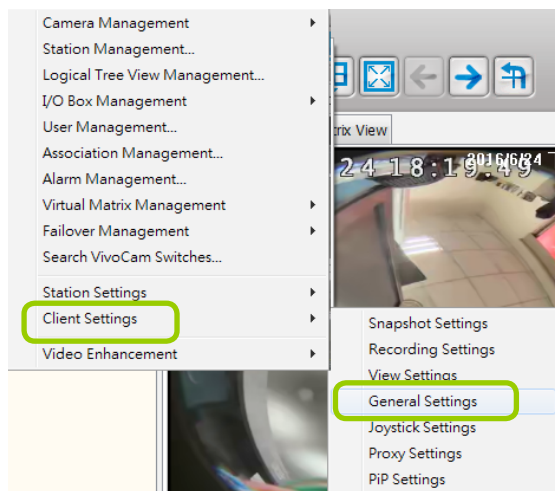 Camera Management
Station Management...
Logical Tree View Management...
I/O Box Management
User Management...
Association Management...
Alarm Management...
Virtual Matrix Management
Failover Management
Search VivoCam Switches...
Station Settings
Client Settings
Video Enhancement
trix View
24 18:19:49
2016/6/24
Snapshot Settings
Recording Settings
View Settings
General Settings
Joystick Settings
Proxy Settings
PiP Settings